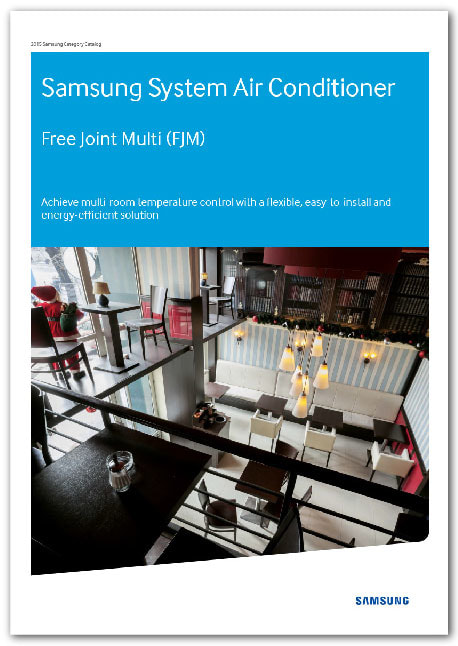 2015 Samsung Category Catalog
Samsung System Air Conditioner
Free Joint Multi (FJM)
Achieve multi-room temperature control with a flexible, easy-to-install and
energy-efficient solution
SAMSUNG